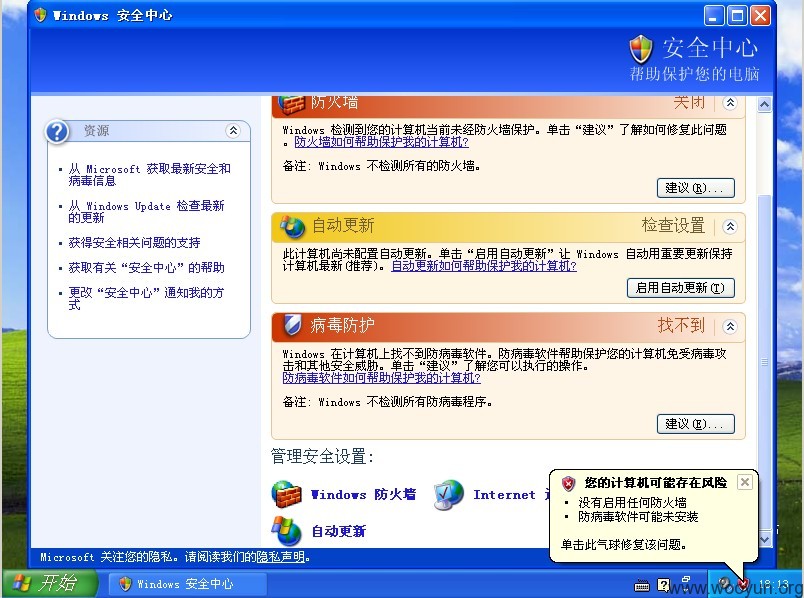 Windows 安全中心
安全中心
帮助保护您的电脑
资源
从 Microsoft 获取最新安全和
病毒信息
从 Windows Update 检查最新
的更新
获得安全相关问题的支持
获取有关“安全中心”的帮助
更改“安全中心”通知我的方
式
防火墙 关闭
Windows 检测到您的计算机当前未经防火墙保护。单击“建议”了解如何修复此问题
。防火墙如何帮助保护我的计算机?
备注: Windows 不检测所有的防火墙。
建议(R)...
自动更新 检查设置
此计算机尚未配置自动更新。单击“启用自动更新”让 Windows 自动用重要更新保持
计算机最新(推荐)。自动更新如何帮助保护我的计算机?
启用自动更新(T)
病毒防护 找不到
Windows 在计算机上找不到防病毒软件。防病毒软件帮助保护您的计算机免受病毒攻
击和其他安全威胁。单击“建议”了解您可以执行的操作。
防病毒软件如何帮助保护我的计算机?
备注: Windows 不检测所有防病毒程序。
建议(E)...
管理安全设置:
Windows 防火墙
Internet
自动更新
您的计算机可能存在风险
没有启用任何防火墙
防病毒软件可能未安装
单击此气球修复该问题。
Microsoft 关注您的隐私。请阅读我们的隐私声明。
开始
Windows 安全中心
18:13
www.wooyun.org